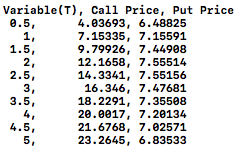 Variable(T), Call Price, Put Price
0.5, 4.03693, 6.48825
1, 7.15335, 7.15591
1.5, 9.79926, 7.44908
2, 12.1658, 7.55514
2.5, 14.3341, 7.55156
3, 16.346, 7.47681
3.5, 18.2291, 7.35508
4, 20.0017, 7.20134
4.5, 21.6768, 7.02571
5, 23.2645, 6.83533